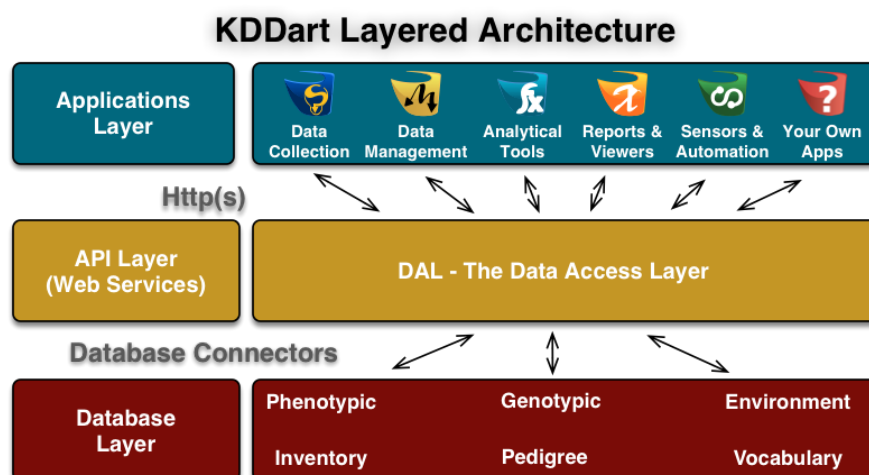 KDDart Layered Architecture
Applications
Layer
Data
Collection
Data
Management
fx
Analytical
Tools
Reports &
Viewers
Sensors &
Automation
?
Your Own
Apps
Http(s)
API Layer
(Web Services)
DAL - The Data Access Layer
Database Connectors
Database
Layer
Phenotypic
Genotypic
Environment
Inventory
Pedigree
Vocabulary